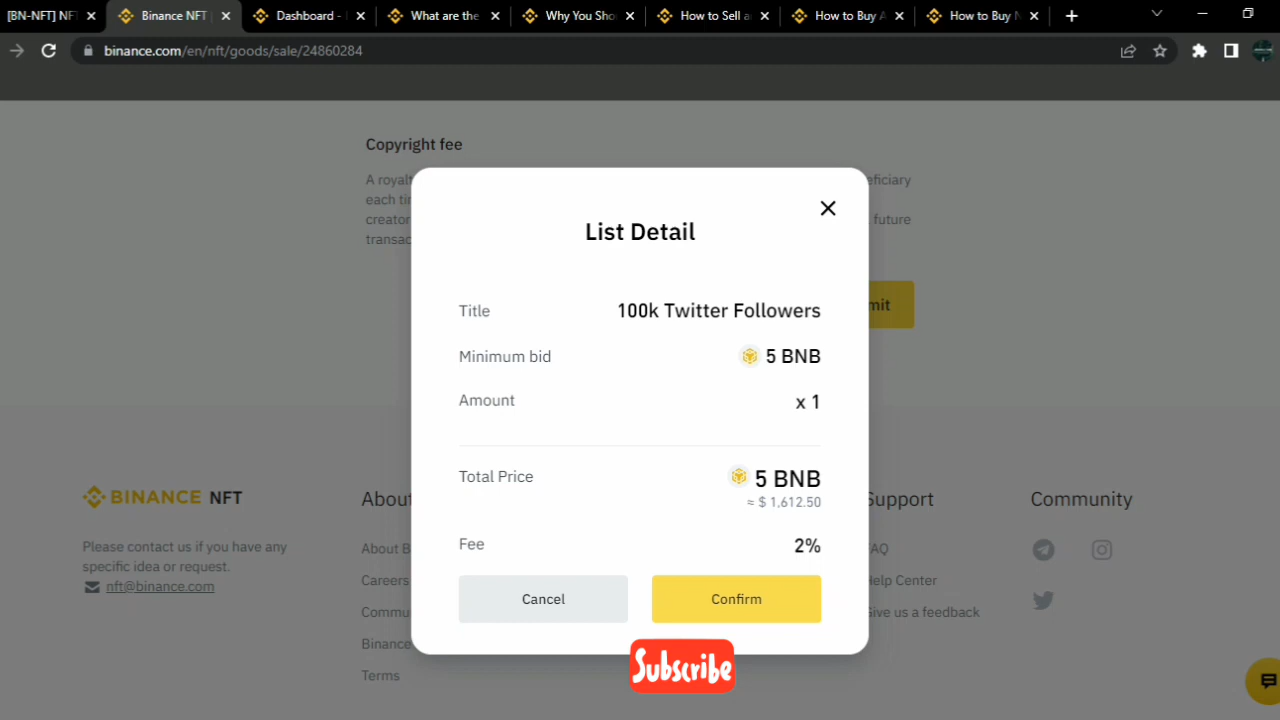 [BN-NFT] NF
Binance NFT
Dashboard -
What are the
Why You Sho
How to Sell a
How to Buy A
How to Buy N
binance.com/en/nft/goods/sale/24860284
Copyright fee
A royalt
eficiary
each tin
creator
future
transac
mit
List Detail
Title 100k Twitter Followers
Minimum bid 5 BNB
Amount x 1
Total Price 5 BNB
≈ $ 1,612.50
Fee 2%
Cancel Confirm
Subscribe
BINANCE NFT
Please contact us if you have any
specific idea or request.
nft@binance.com
About
About B
Careers
Commu
Binance
Terms
Support
FAQ
Help Center
Give us a feedback
Community